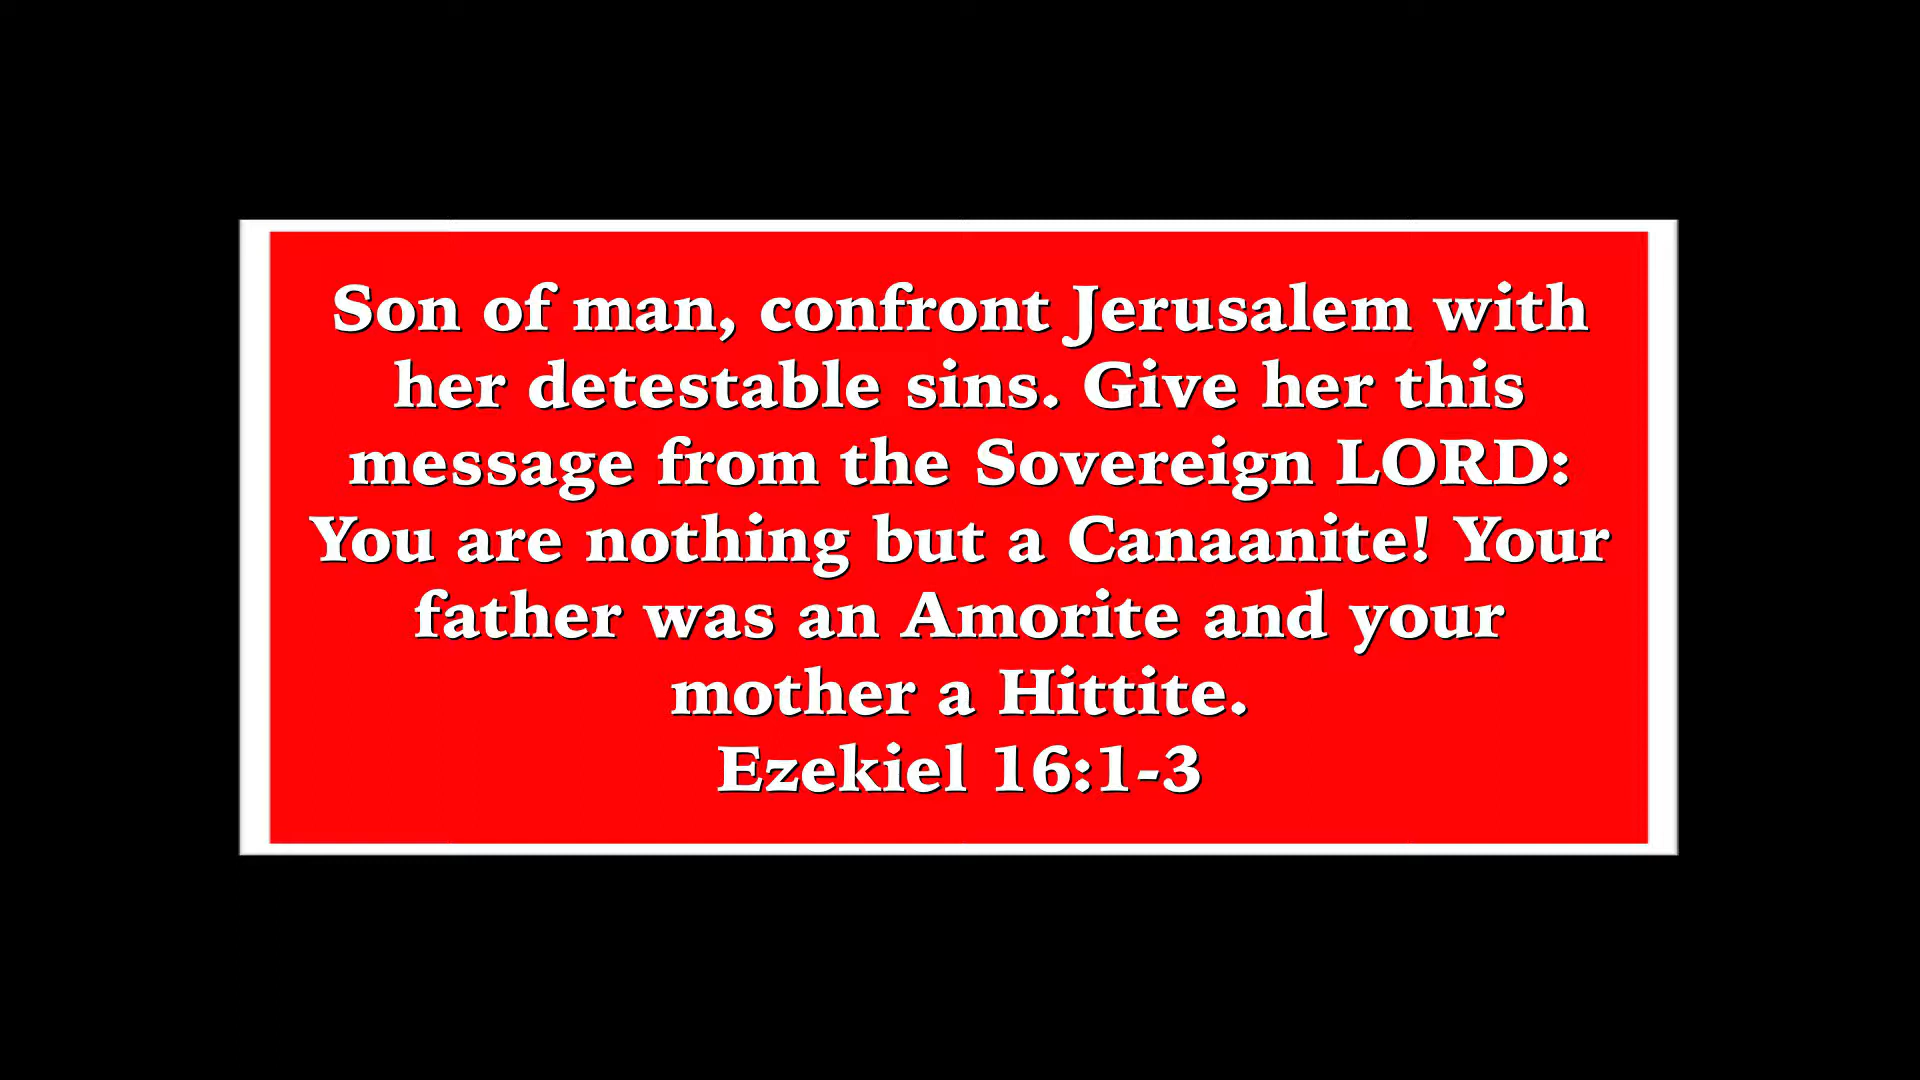 Son of man, confront Jerusalem with
her detestable sins. Give her this
message from the Sovereign LORD:
You are nothing but a Canaanite! Your
father was an Amorite and your
mother a Hittite.
Ezekiel 16:1-3